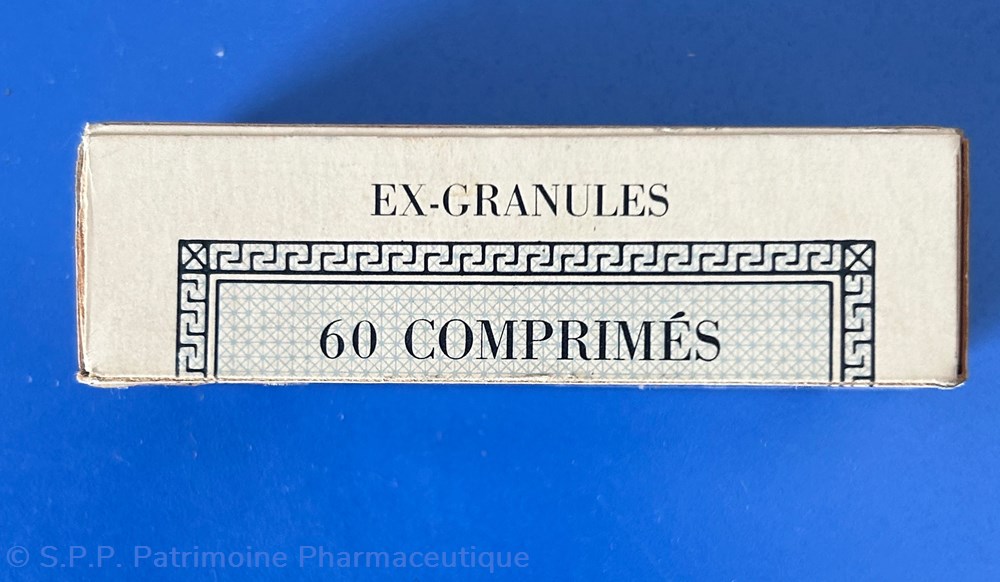 EX-GRANULES
60 COMPRIMÉS
© S.P.P. Patrimoine Pharmaceutique